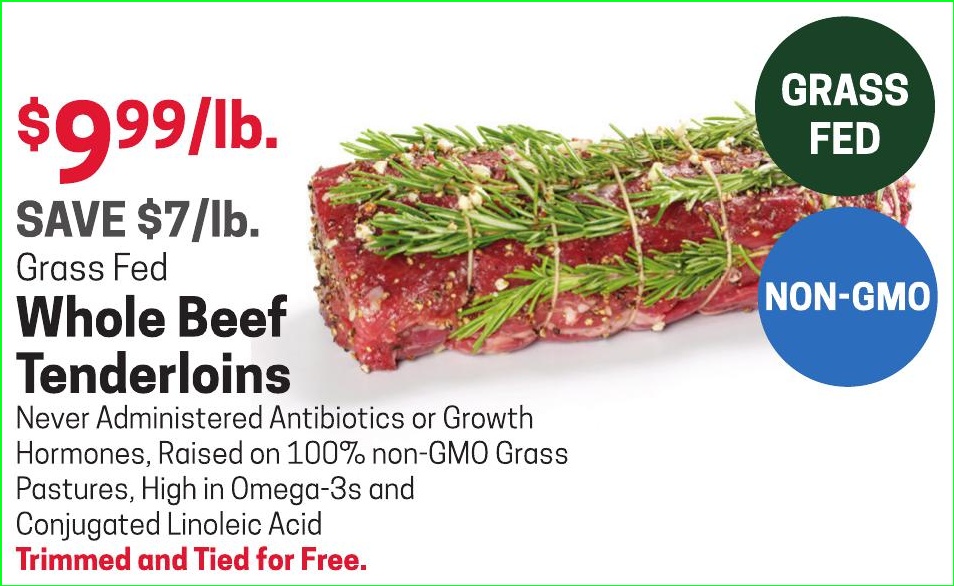 $9.99/lb.
SAVE $7/lb.
Grass Fed
Whole Beef
Tenderloins
Never Administered Antibiotics or Growth
Hormones, Raised on 100% non-GMO Grass
Pastures, High in Omega-3s and
Conjugated Linoleic Acid
Trimmed and Tied for Free.
GRASS
FED
NON-GMO